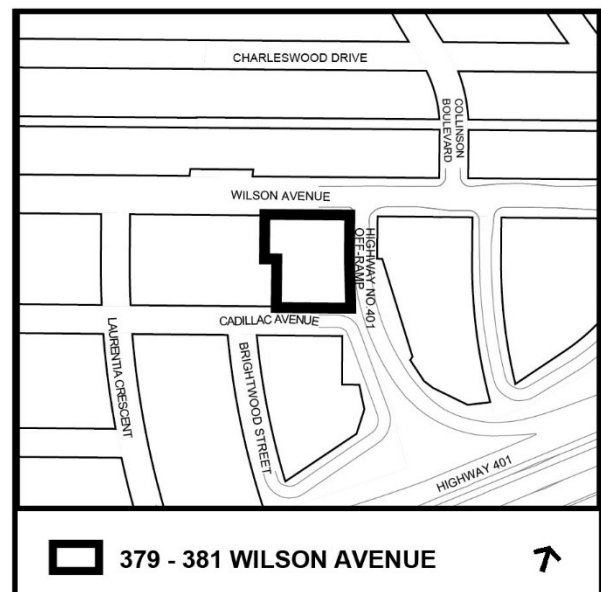 CHARLESWOOD DRIVE
COLLINSON
BOULEVARD
WILSON AVENUE
HIGHWAY NO.401
OFF-RAMP
CADILLAC AVENUE
LAURENTIA CRESCENT
BRIGHTWOOD STREET
HIGHWAY 401
379 - 381 WILSON AVENUE